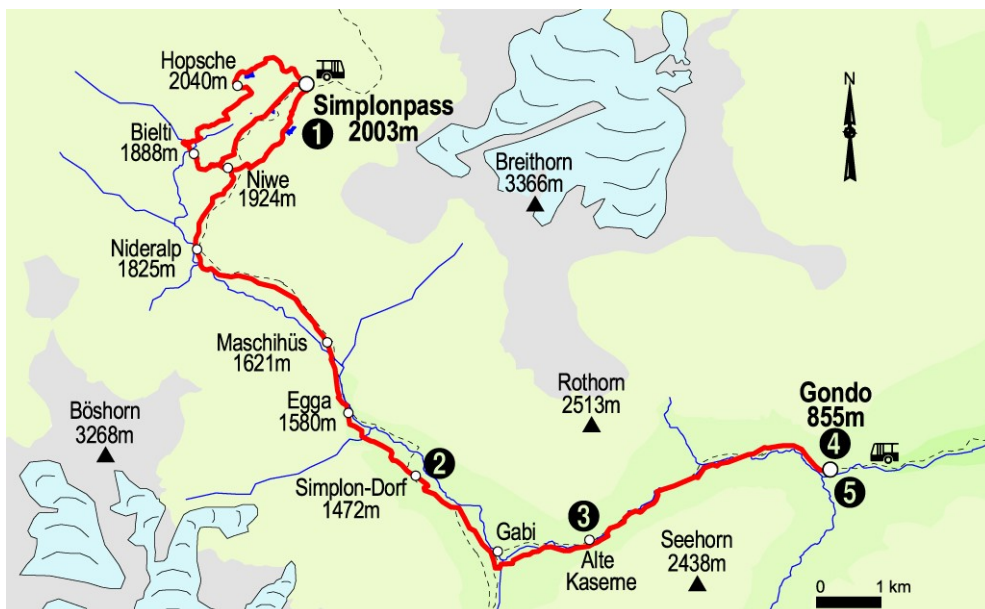 Hopsche
2040m
Simplonpass
2003m
1
Bielti
1888m
Niwe
1924m
N
Breithorn
3366m
Nideralp
1825m
Maschihüs
1621m
Egga
1580m
Böshorn
3268m
Rothorn
2513m
Gondo
855m
4
5
2
Simplon-Dorf
1472m
3
Gabi
Alte
Kaserne
Seehorn
2438m
0 1 km